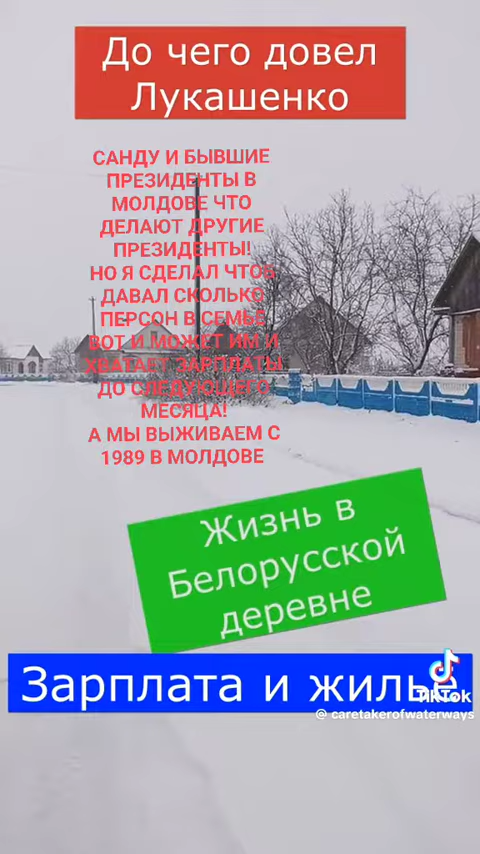 До чего довел
Лукашенко
САНДУ И БЫВШИЕ
ПРЕЗИДЕНТЫ В
МОЛДОВЕ ЧТО
ДЕЛАЮТ ДРУГИЕ
ПРЕЗИДЕНТЫ!
НО Я СДЕЛАЛ ЧТОБ
ДАВАЛ СКОЛЬКО
ПЕРСОН В СЕМЬЕ
ВОТ И МОЖЕТ ИМ И
ХВАТАЕТ ЗАРПЛАТЫ
ДО СЛЕДУЮЩЕГО
МЕСЯЦА!
А МЫ ВЫЖИВАЕМ С
1989 В МОЛДОВЕ
Жизнь в
Белорусской
деревне
Зарплата и жильё
TikTok
@ caretakerofwaterways